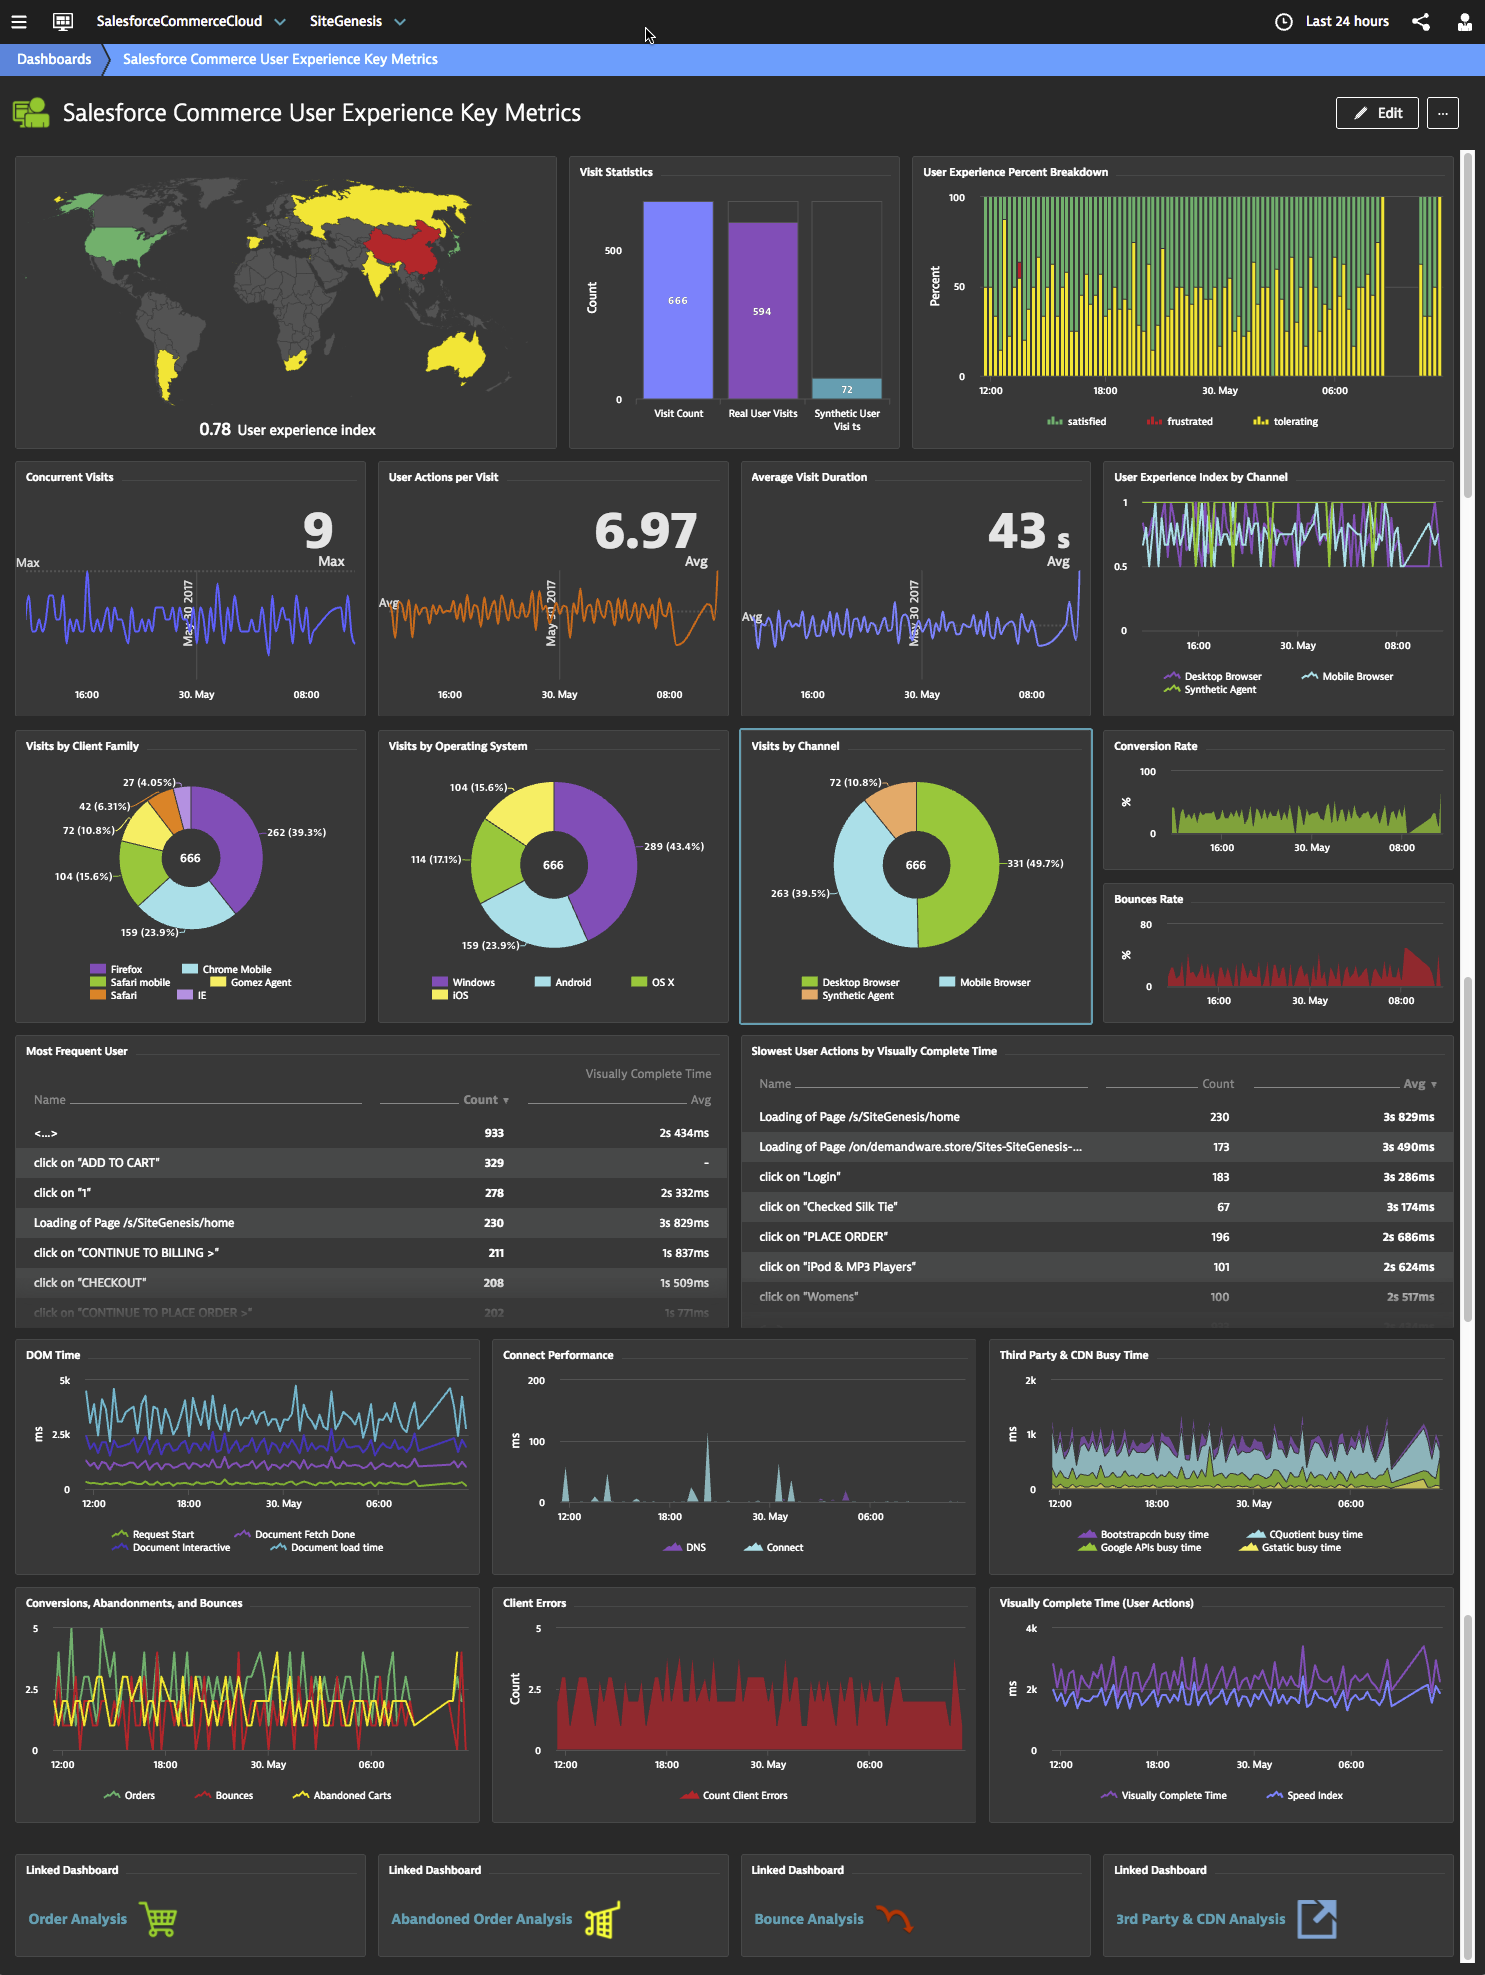 SalesforceCommerceCloud SiteGenesis Last 24 hours
Dashboards Salesforce Commerce User Experience Key Metrics
Salesforce Commerce User Experience Key Metrics
Edit ...
0.78 User experience index
Visit Statistics
Count
500
0
666
594
72
Visit Count Real User Visits Synthetic User
Visi ts
User Experience Percent Breakdown
Percent
100
50
0
12:00 18:00 30. May 06:00
satisfied frustrated tolerating
Concurrent Visits
9
Max
Max
May 30 2017
16:00 30. May 08:00
User Actions per Visit
6.97
Avg
Avg
May 30 2017
16:00 30. May 08:00
Average Visit Duration
43 s
Avg
Avg
May 30 2017
16:00 30. May 08:00
User Experience Index by Channel
1
0.5
0
16:00 30. May 08:00
Desktop Browser Mobile Browser
Synthetic Agent
Visits by Client Family
27 (4.05%)
42 (6.31%)
72 (10.8%)
104 (15.6%)
159 (23.9%)
262 (39.3%)
666
Firefox Chrome Mobile
Safari mobile Gomez Agent
Safari IE
Visits by Operating System
104 (15.6%)
114 (17.1%)
159 (23.9%)
289 (43.4%)
666
Windows Android OS X
iOS
Visits by Channel
72 (10.8%)
263 (39.5%)
331 (49.7%)
666
Desktop Browser Mobile Browser
Synthetic Agent
Conversion Rate
100
%
0
16:00 30. May 08:00
Bounces Rate
80
%
0
16:00 30. May 08:00
Most Frequent User
Visually Complete Time
Name Count ▾ Avg
<...> 933 2s 434ms
click on "ADD TO CART" 329 -
click on "1" 278 2s 332ms
Loading of Page /s/SiteGenesis/home 230 3s 829ms
click on "CONTINUE TO BILLING >" 211 1s 837ms
click on "CHECKOUT" 208 1s 509ms
click on "CONTINUE TO PLACE ORDER >" 202 1s 771ms
Slowest User Actions by Visually Complete Time
Name Count Avg ▾
Loading of Page /s/SiteGenesis/home 230 3s 829ms
Loading of Page /on/demandware.store/Sites-SiteGenesis-... 173 3s 490ms
click on "Login" 183 3s 286ms
click on "Checked Silk Tie" 67 3s 174ms
click on "PLACE ORDER" 196 2s 686ms
click on "iPod & MP3 Players" 101 2s 624ms
click on "Womens" 100 2s 517ms
DOM Time
5k
ms
2.5k
0
12:00 18:00 30. May 06:00
Request Start Document Fetch Done
Document Interactive Document load time
Connect Performance
200
ms
100
0
12:00 18:00 30. May 06:00
DNS Connect
Third Party & CDN Busy Time
2k
ms
1k
0
12:00 18:00 30. May 06:00
Bootstrapcdn busy time CQuotient busy time
Google APIs busy time Gstatic busy time
Conversions, Abandonments, and Bounces
5
2.5
0
12:00 18:00 30. May 06:00
Orders Bounces Abandoned Carts
Client Errors
5
Count
2.5
0
12:00 18:00 30. May 06:00
Count Client Errors
Visually Complete Time (User Actions)
4k
ms
2k
0
12:00 18:00 30. May 06:00
Visually Complete Time Speed Index
Linked Dashboard
Order Analysis
Linked Dashboard
Abandoned Order Analysis
Linked Dashboard
Bounce Analysis
Linked Dashboard
3rd Party & CDN Analysis